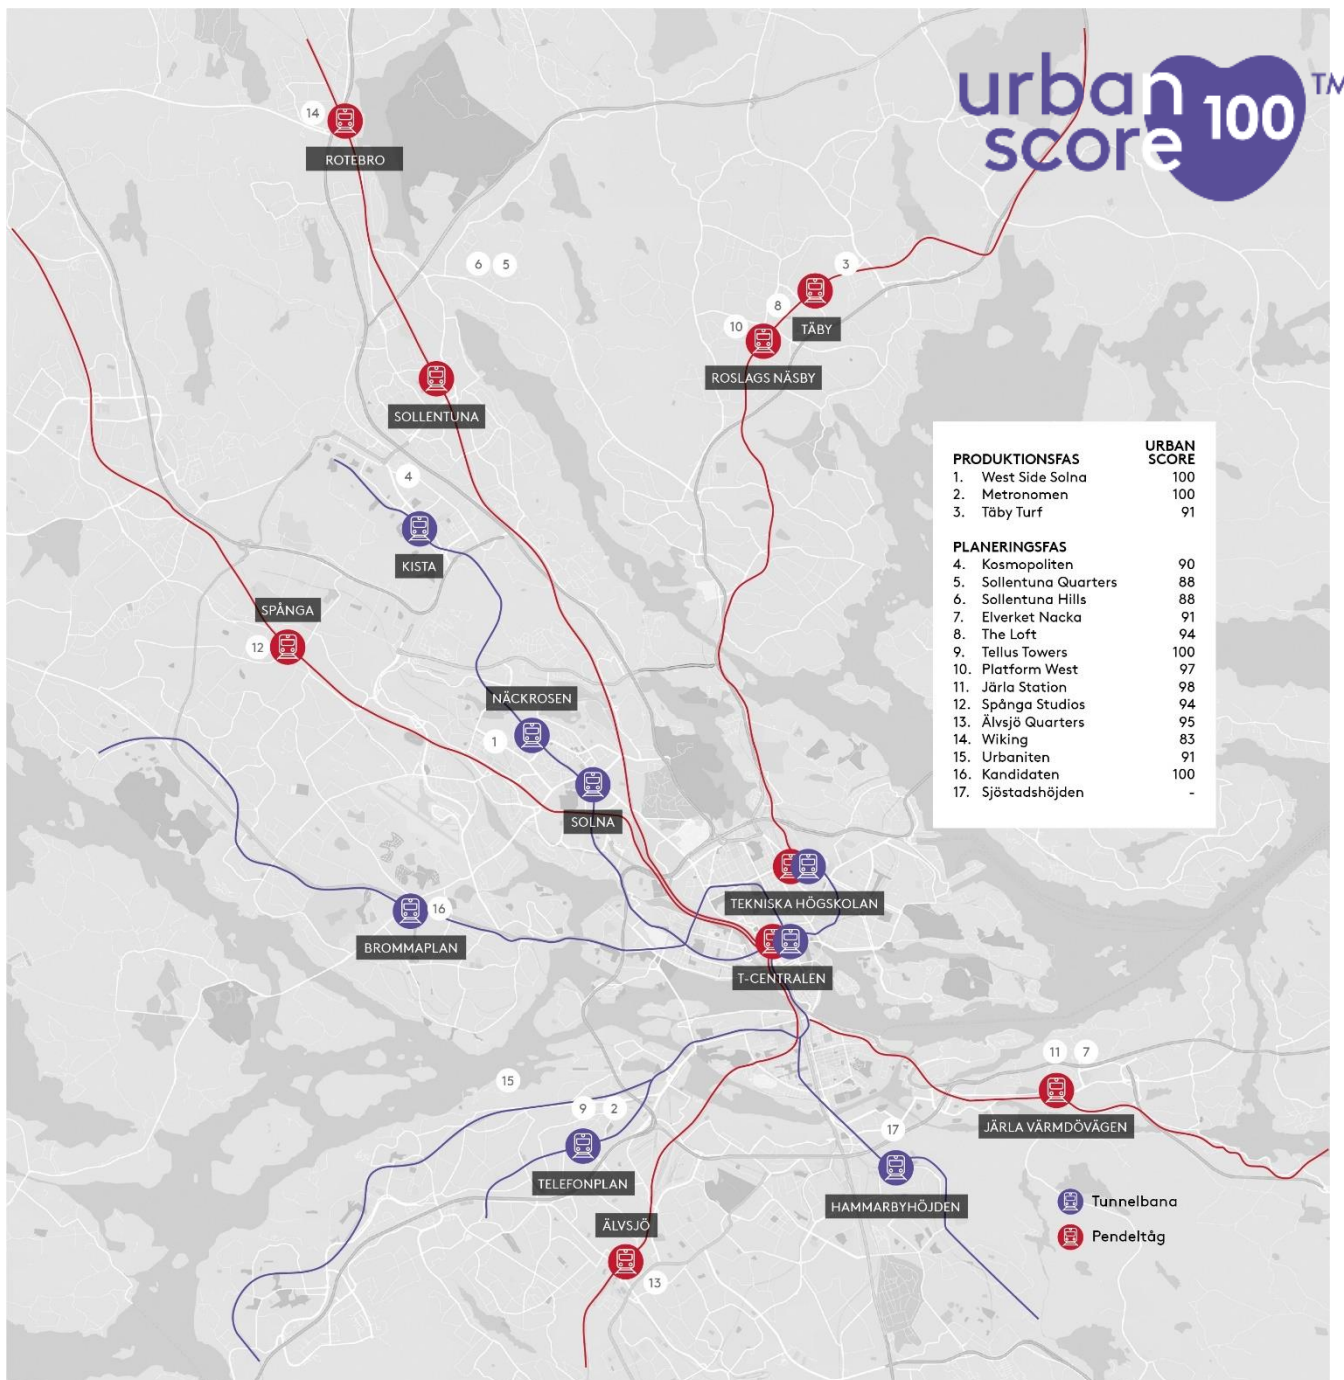 urban
score 100 TM
14
ROTEBRO
6 5
3
8
TÄBY
10
ROSLAGS NÄSBY
SOLLENTUNA
4
KISTA
SPÅNGA
12
NÄCKROSEN
1
SOLNA
TEKNISKA HÖGSKOLAN
16
BROMMAPLAN
T-CENTRALEN
11 7
15
9 2
17
JÄRLA VÄRMDÖVÄGEN
TELEFONPLAN
HAMMARBYHÖJDEN
ÄLVSJÖ
13
URBAN
PRODUKTIONSFAS SCORE
1. West Side Solna 100
2. Metronomen 100
3. Täby Turf 91
PLANERINGSFAS
4. Kosmopoliten 90
5. Sollentuna Quarters 88
6. Sollentuna Hills 88
7. Elverket Nacka 91
8. The Loft 94
9. Tellus Towers 100
10. Platform West 97
11. Järla Station 98
12. Spånga Studios 94
13. Älvsjö Quarters 95
14. Wiking 83
15. Urbaniten 91
16. Kandidaten 100
17. Sjöstadshöjden -
Tunnelbana
Pendeltåg